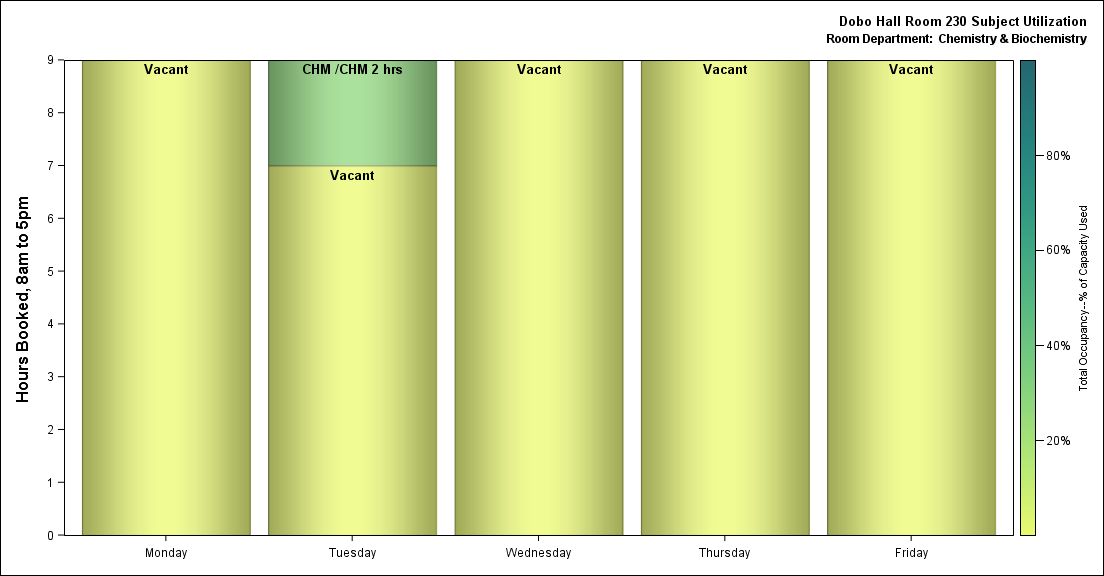 Dobo Hall Room 230 Subject Utilization
Room Department: Chemistry & Biochemistry
Hours Booked, 8am to 5pm
9
8
7
6
5
4
3
2
1
0
Vacant
CHM /CHM 2 hrs
Vacant
Vacant
Vacant
Vacant
Monday
Tuesday
Wednesday
Thursday
Friday
80%
60%
40%
20%
Total Occupancy--% of Capacity Used